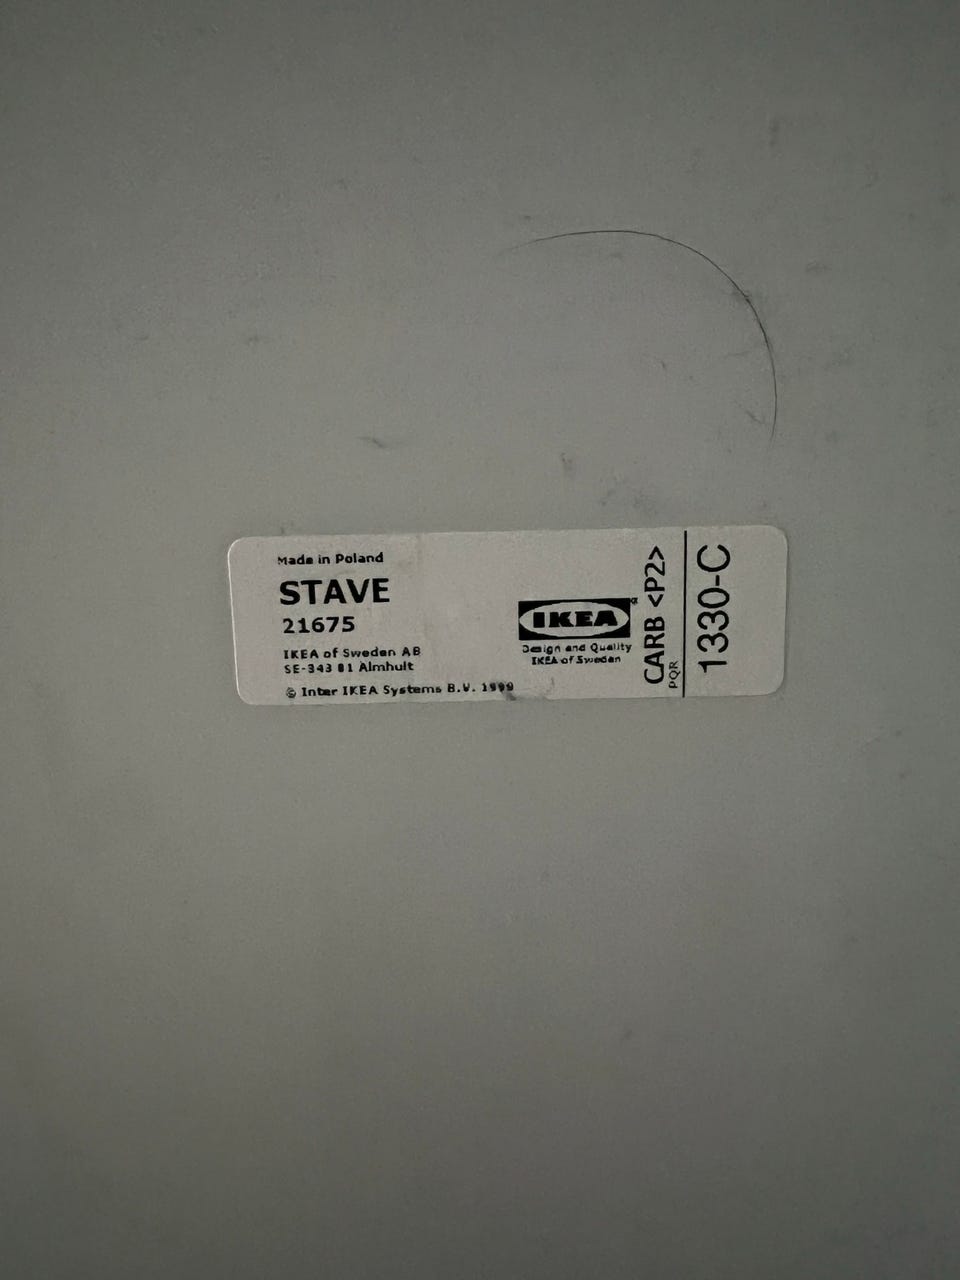 Made in Poland
STAVE
21675
IKEA of Sweden AB
SE-343 81 Almhult
© Inter IKEA Systems B.V. 1999
IKEA®
Design and Quality
IKEA of Sweden
CARB <P2>
PQR
1330-C